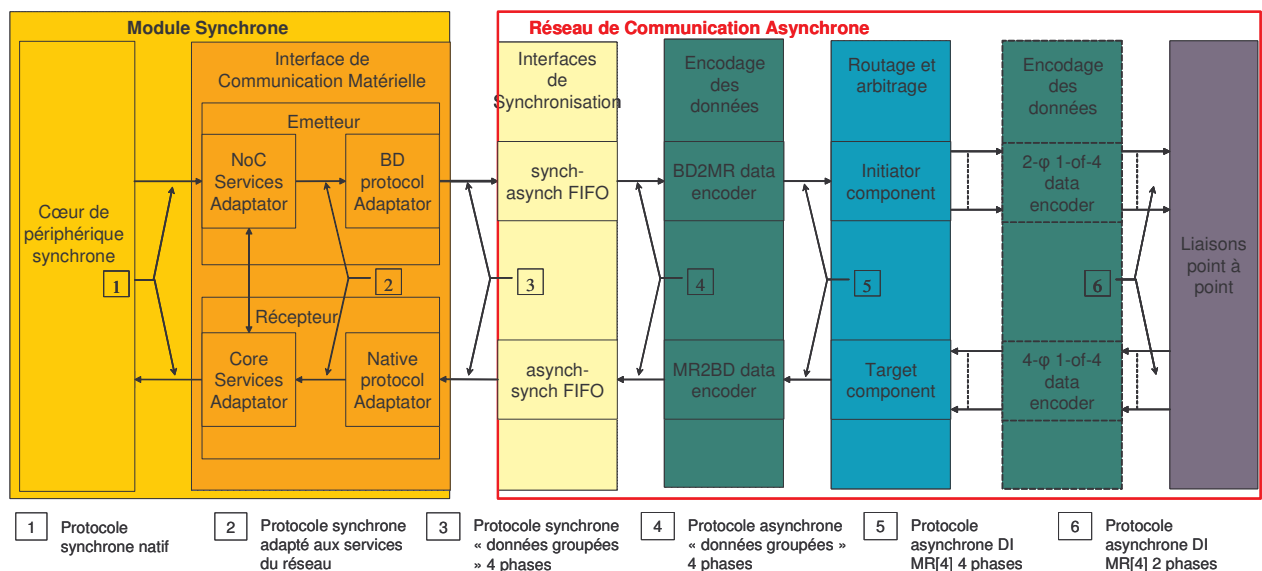 Module Synchrone
Réseau de Communication Asynchrone
Cœur de
périphérique
synchrone
1
Interface de
Communication Matérielle
Emetteur
NoC
Services
Adaptator
BD
protocol
Adaptator
2
Récepteur
Core
Services
Adaptator
Native
protocol
Adaptator
Interfaces
de
Synchronisation
synch-
asynch FIFO
3
asynch-
synch FIFO
Encodage
des
données
BD2MR data
encoder
4
MR2BD data
encoder
Routage et
arbitrage
Initiator
component
5
Target
component
Encodage
des
données
2-φ 1-of-4
data
encoder
6
4-φ 1-of-4
data
encoder
Liaisons
point à
point
1
Protocole
synchrone natif
2
Protocole synchrone
adapté aux services
du réseau
3
Protocole synchrone
« données groupées
» 4 phases
4
Protocole asynchrone
« données groupées »
4 phases
5
Protocole
asynchrone DI
MR[4] 4 phases
6
Protocole
asynchrone DI
MR[4] 2 phases